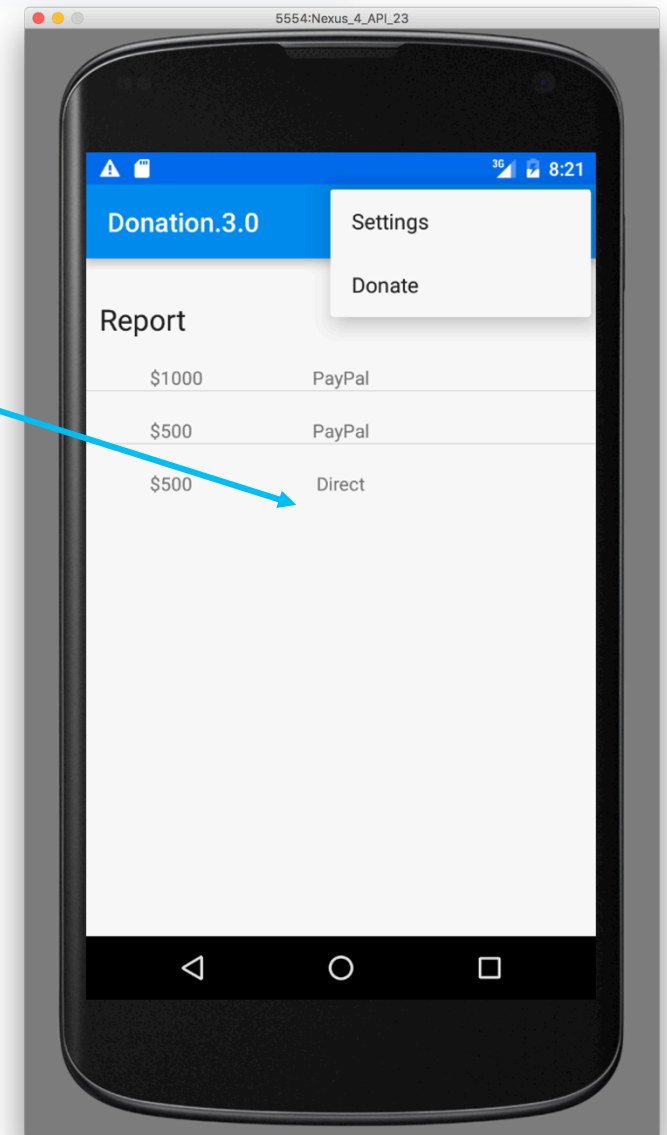 5554:Nexus_4_API_23
3G 8:21
Donation.3.0
Settings
Donate
Report
$1000 PayPal
$500 PayPal
$500 Direct